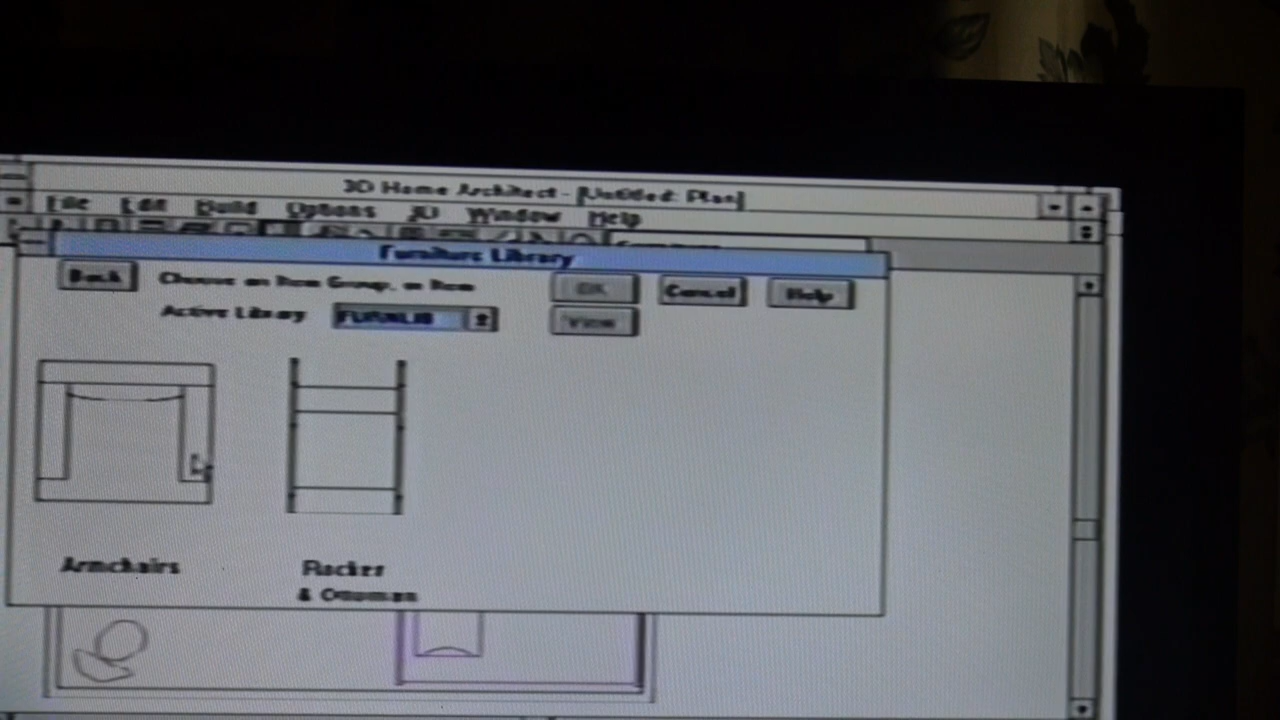 3D Home Architect - [Untitled: Plan]
File Edit Build Options 3D Window Help
Furniture Library
Back Choose an Item Group, or Item OK Cancel Help
Active Library FURNLIB View
Armchairs Rocker
& Ottoman